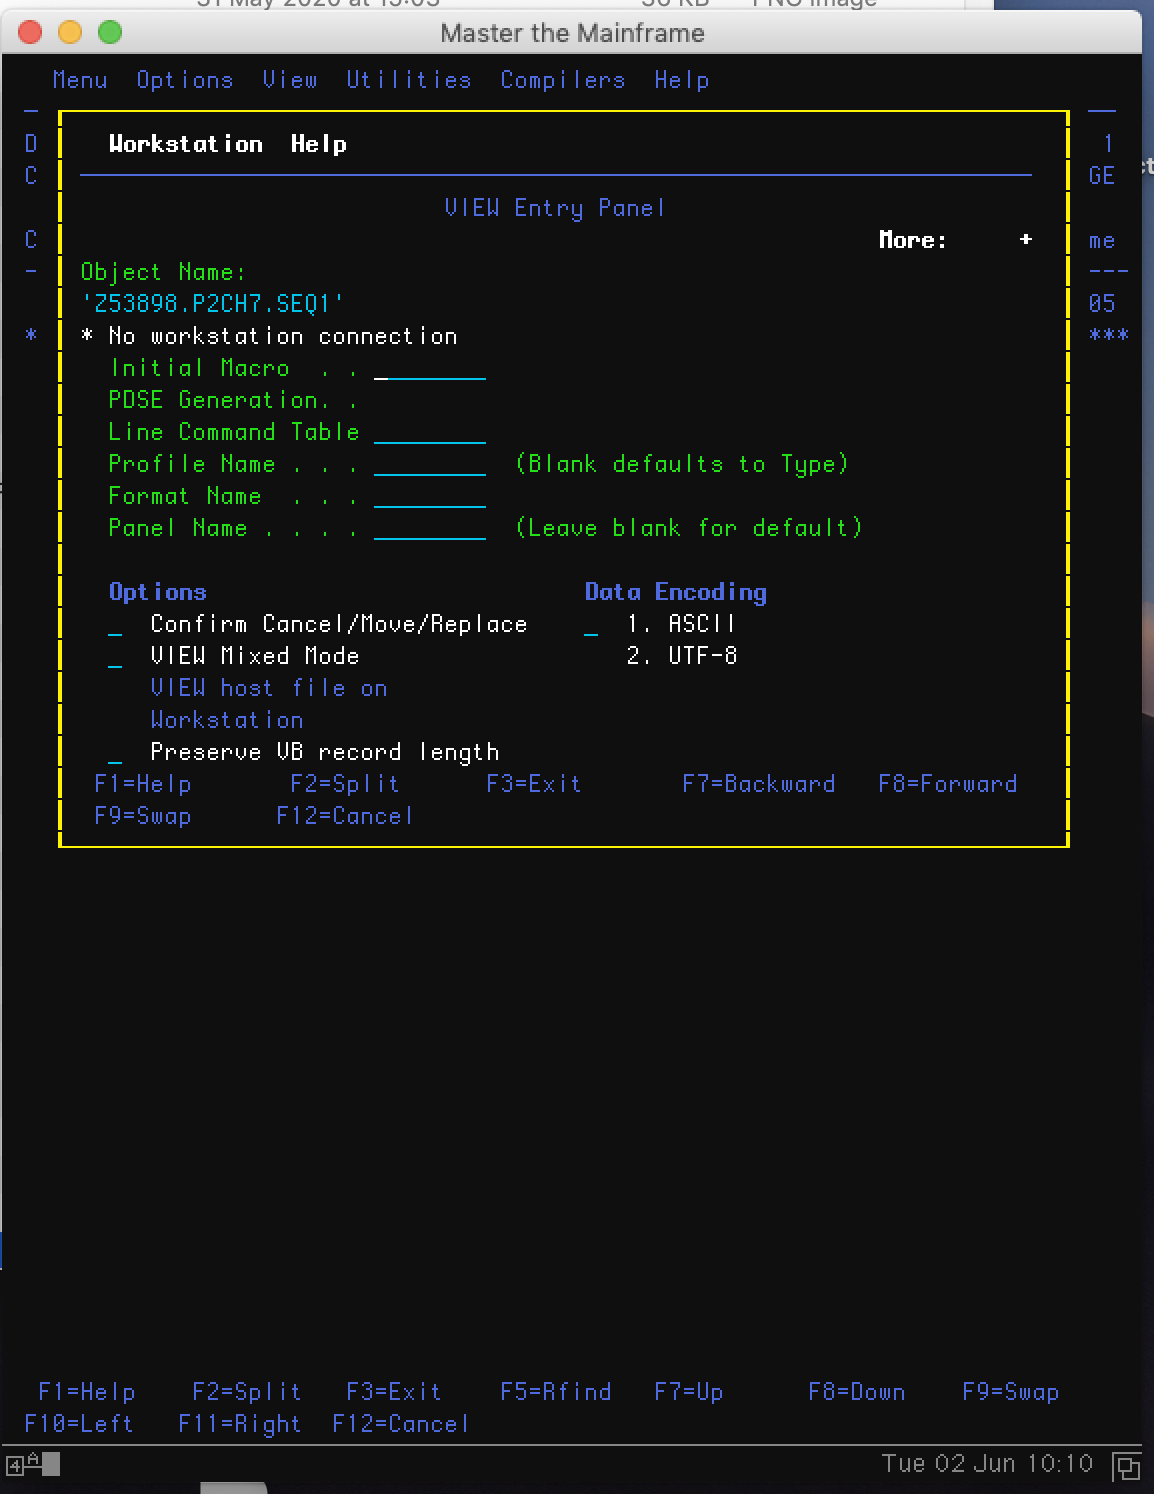 Master the Mainframe
Menu Options View Utilities Compilers Help
D Workstation Help 1
C GE
VIEW Entry Panel
C More: + me
- Object Name: ---
'Z53898.P2CH7.SEQ1' 05
* * No workstation connection ***
Initial Macro . .
PDSE Generation. .
Line Command Table
Profile Name . . . (Blank defaults to Type)
Format Name . . .
Panel Name . . . . (Leave blank for default)
Options Data Encoding
_ Confirm Cancel/Move/Replace _ 1. ASCII
_ VIEW Mixed Mode 2. UTF-8
VIEW host file on
Workstation
_ Preserve VB record length
F1=Help F2=Split F3=Exit F7=Backward F8=Forward
F9=Swap F12=Cancel
F1=Help F2=Split F3=Exit F5=Rfind F7=Up F8=Down F9=Swap
F10=Left F11=Right F12=Cancel
4 A Tue 02 Jun 10:10